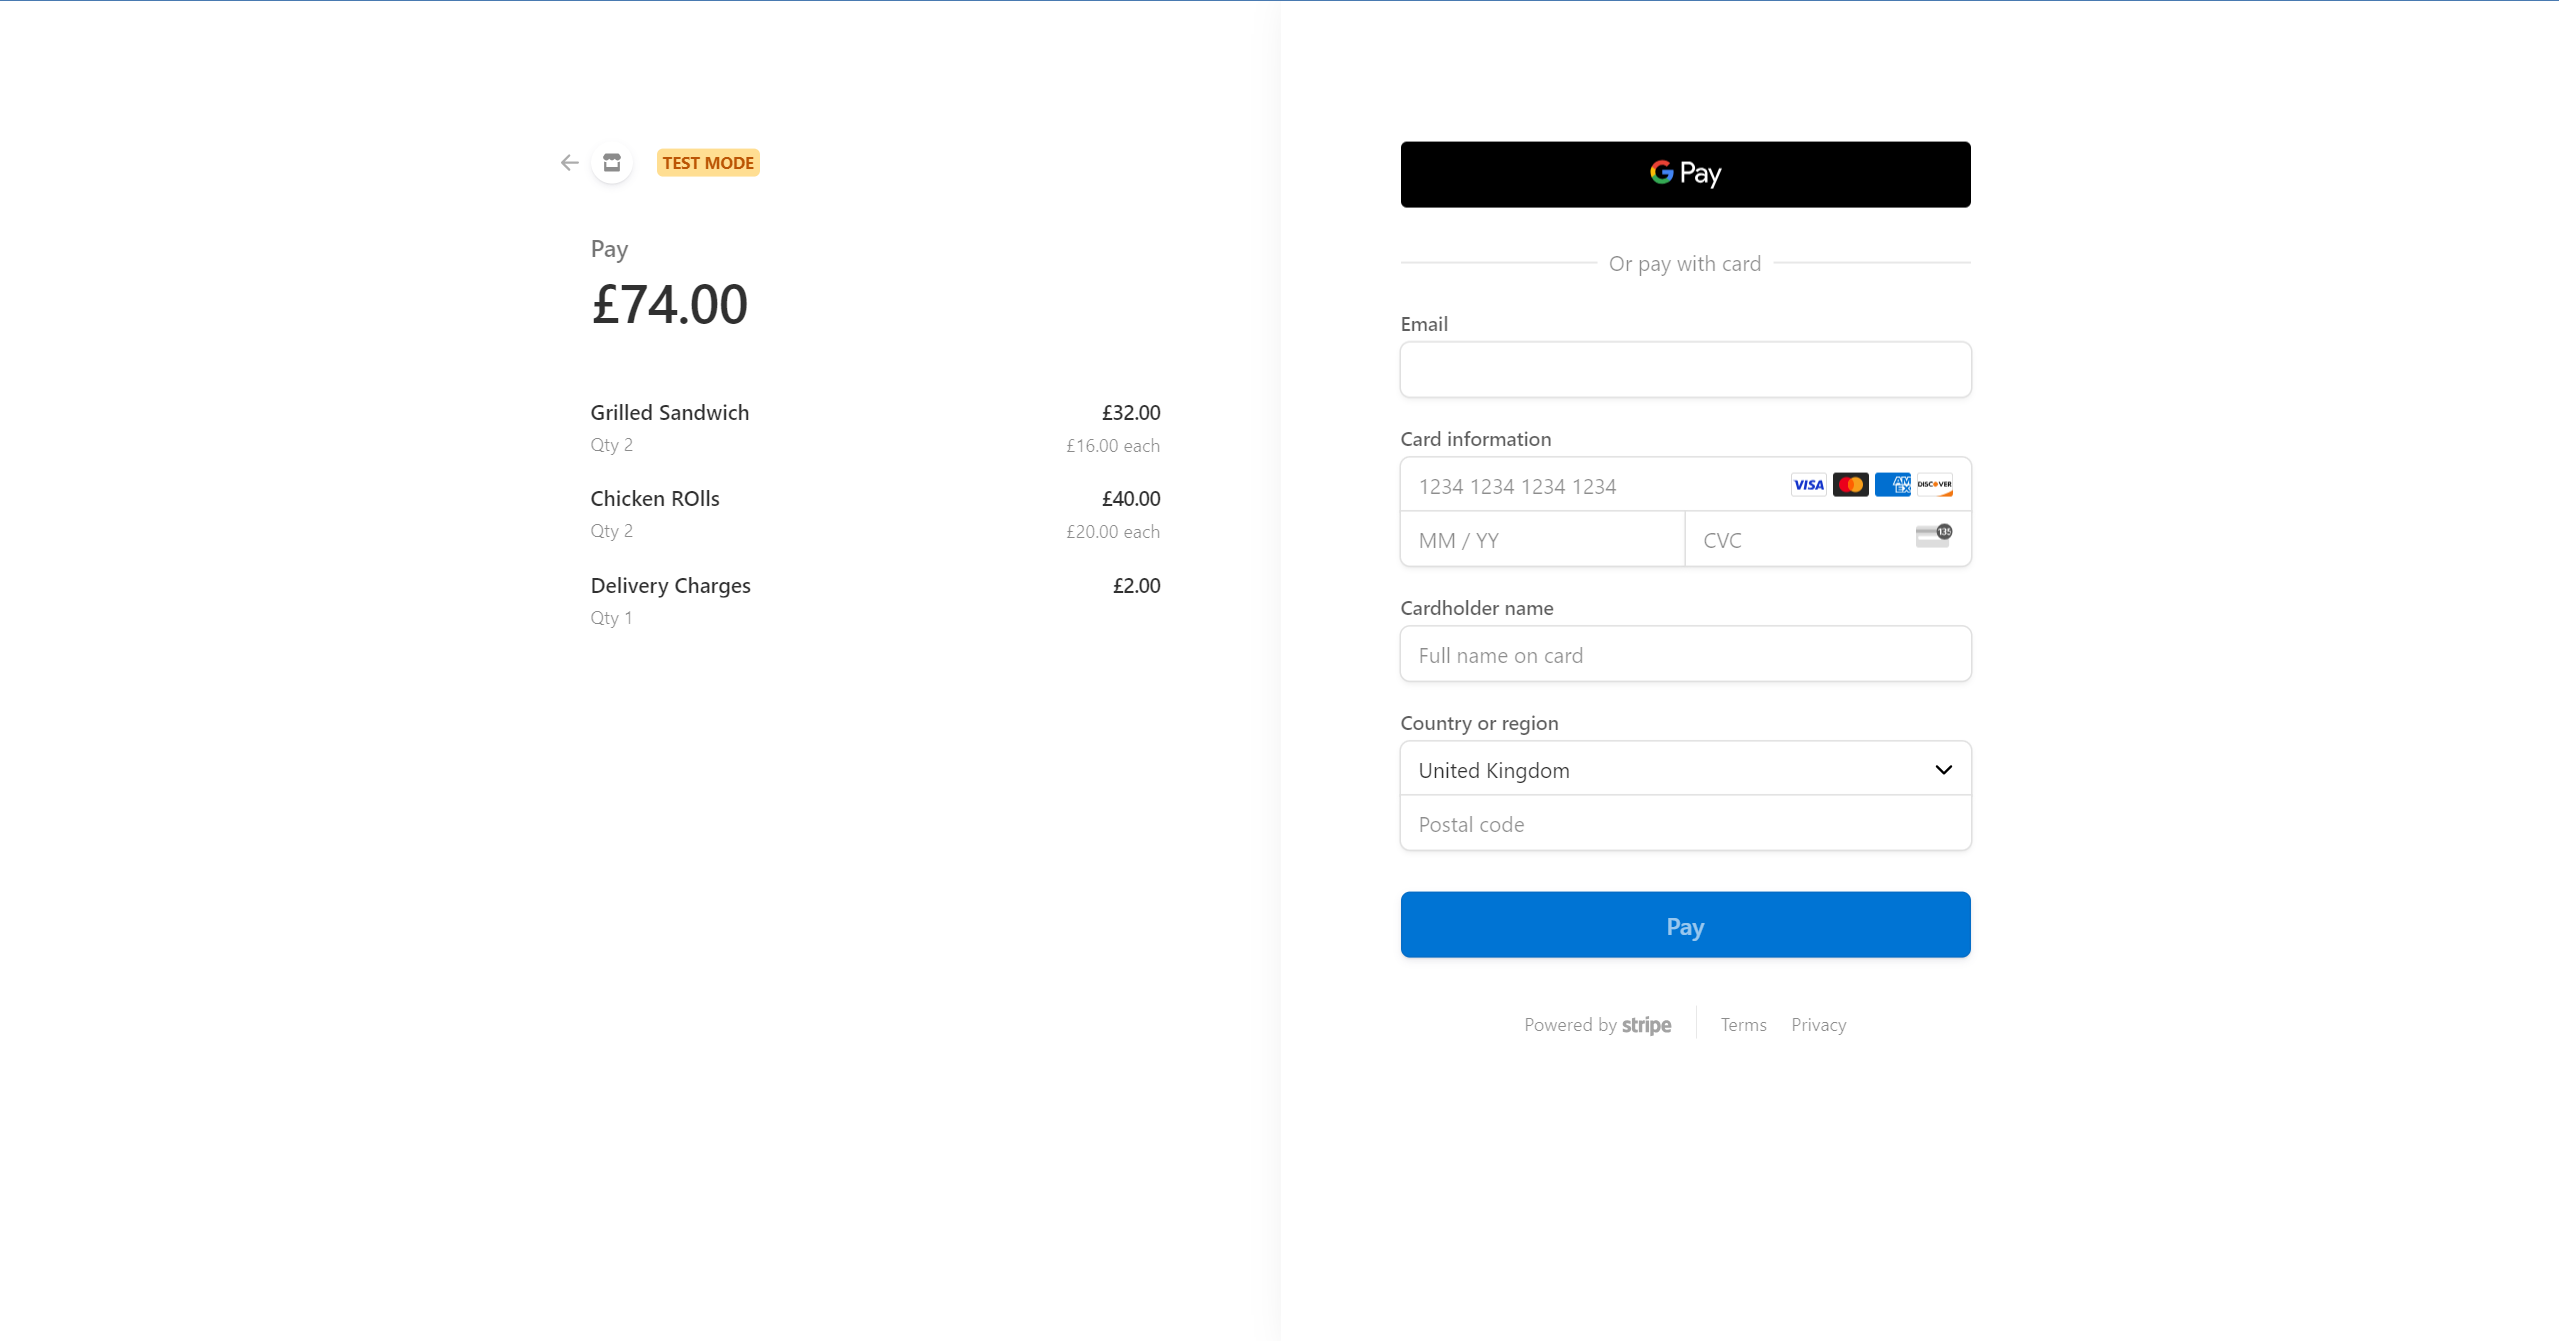 TEST MODE
Pay
£74.00
Grilled Sandwich £32.00
Qty 2 £16.00 each
Chicken ROlls £40.00
Qty 2 £20.00 each
Delivery Charges £2.00
Qty 1
G Pay
Or pay with card
Email
Card information
1234 1234 1234 1234 VISA AMEX DISCOVER
MM / YY CVC 135
Cardholder name
Full name on card
Country or region
United Kingdom
Postal code
Pay
Powered by stripe Terms Privacy